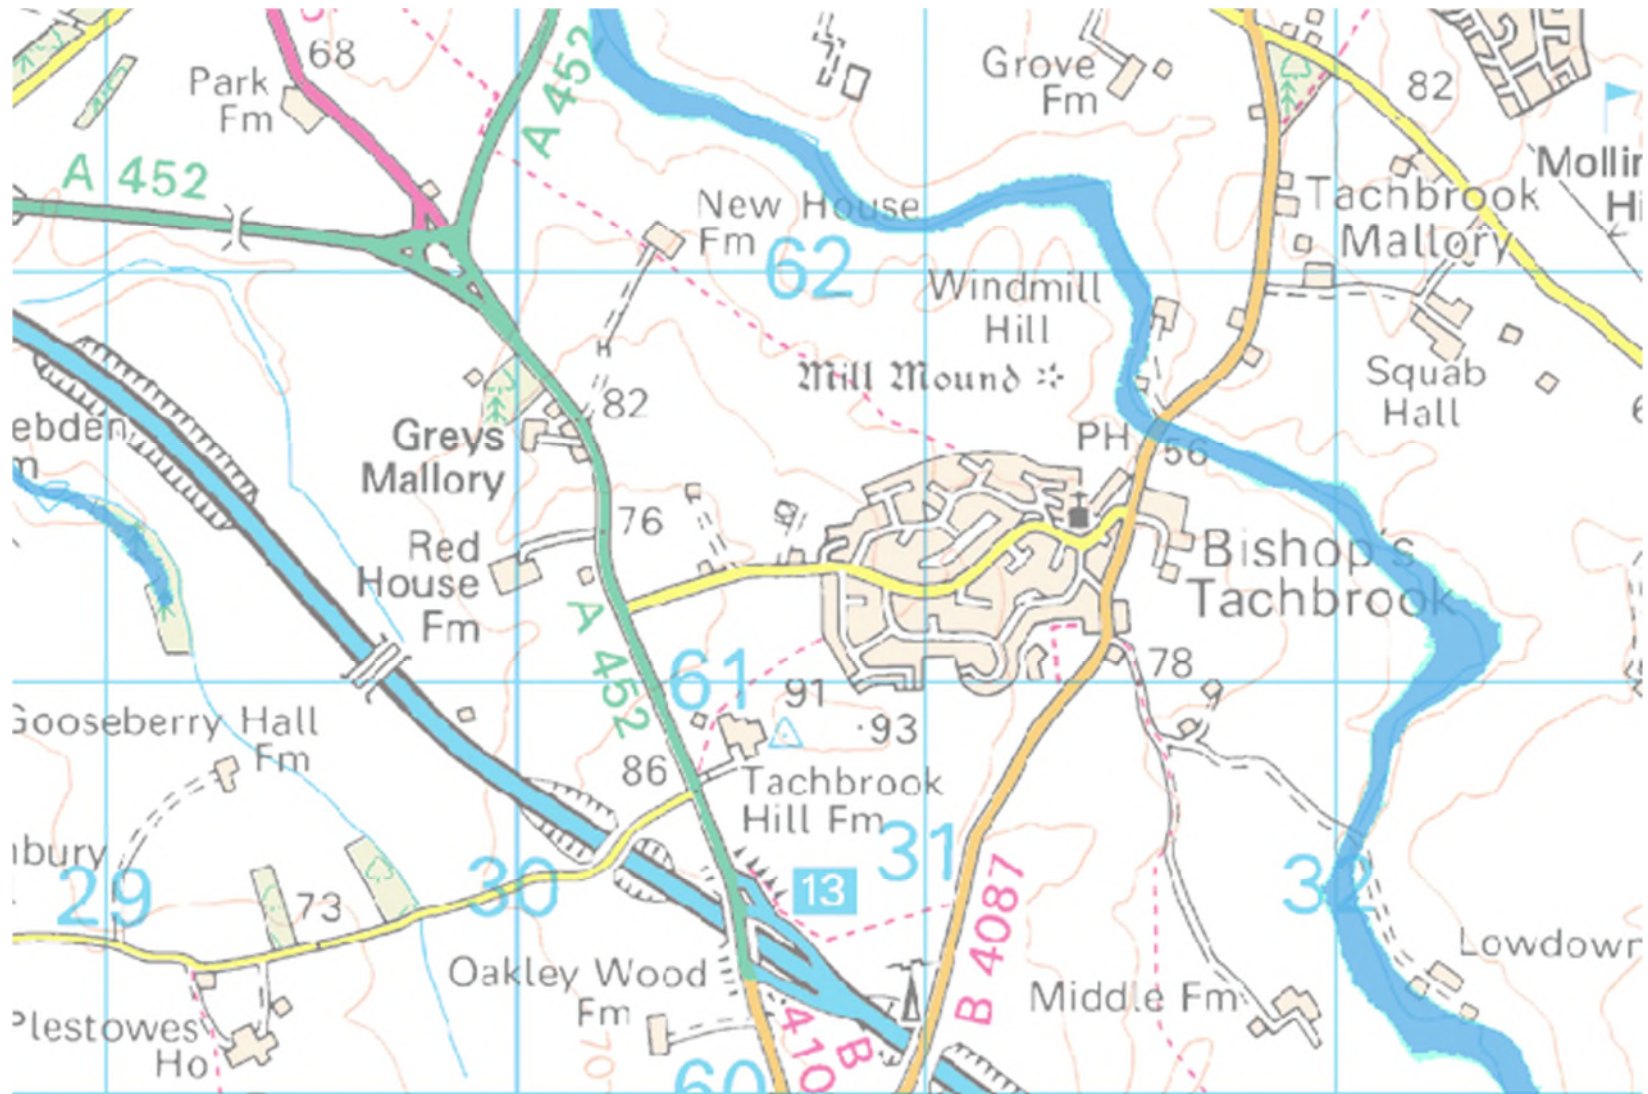 68
Park
Fm
A 452
A 452
Grove
Fm
82
Tachbrook
Mallory
New House
Fm
62
Windmill
Hill
Mill Mound
Squab
Hall
82
Greys
Mallory
PH
56
76
Red
House
Fm
Bishop's
Tachbrook
A 452
61
78
91
·93
Gooseberry Hall
Fm
86
Tachbrook
Hill Fm
31
29
30
13
32
73
B 4087
Lowdown
Oakley Wood
Fm
Middle Fm
Plestowes
Ho
70
60